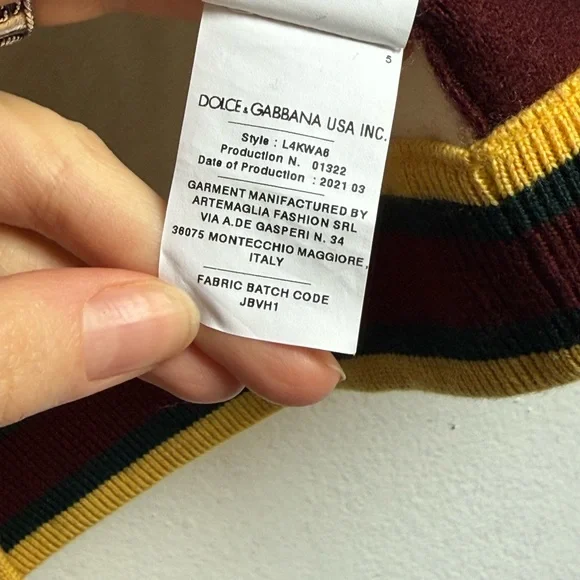 5
DOLCE & GABBANA USA INC.
Style : L4KWA6
Production N. 01322
Date of Production : 2021 03
GARMENT MANUFACTURED BY
ARTEMAGLIA FASHION SRL
VIA A.DE GASPERI N. 34
36075 MONTECCHIO MAGGIORE,
ITALY
FABRIC BATCH CODE
JBVH1